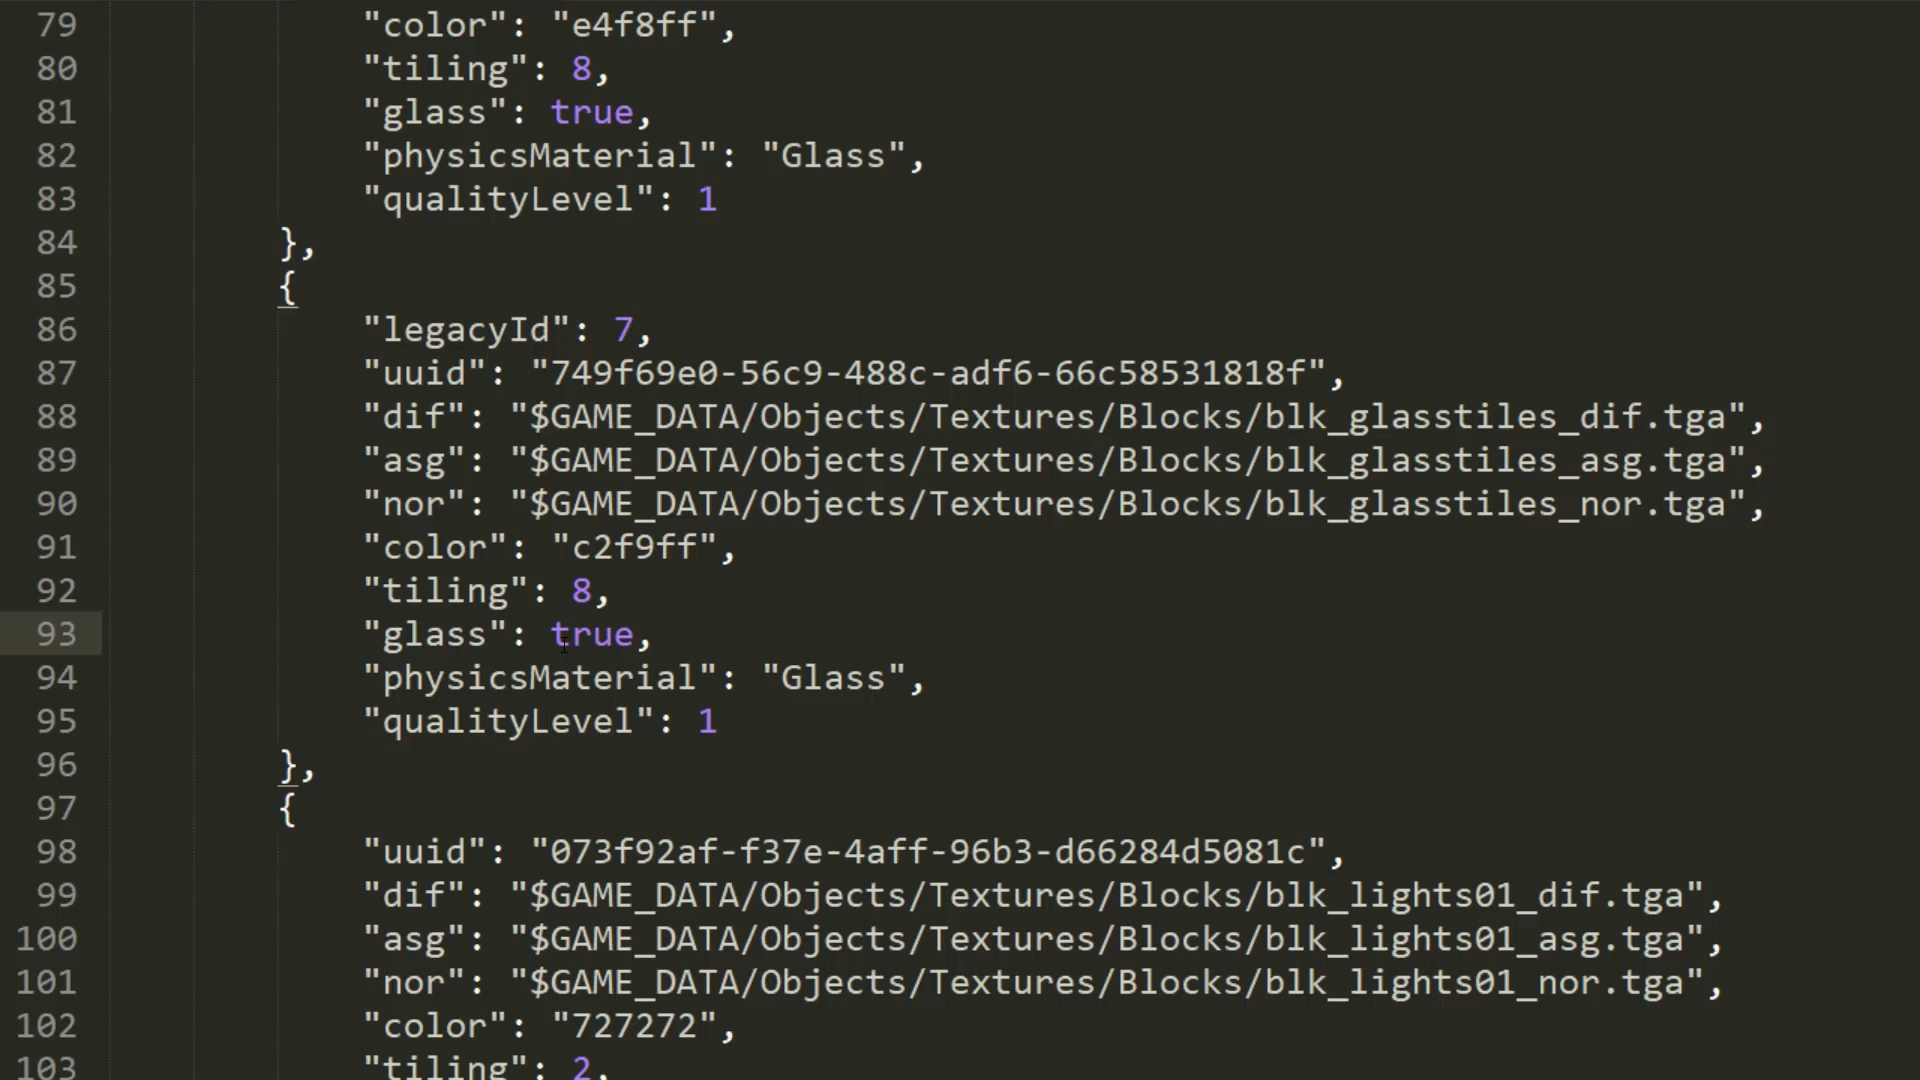 79 "color": "e4f8ff",
80 "tiling": 8,
81 "glass": true,
82 "physicsMaterial": "Glass",
83 "qualityLevel": 1
84 },
85 {
86 "legacyId": 7,
87 "uuid": "749f69e0-56c9-488c-adf6-66c58531818f",
88 "dif": "$GAME_DATA/Objects/Textures/Blocks/blk_glasstiles_dif.tga",
89 "asg": "$GAME_DATA/Objects/Textures/Blocks/blk_glasstiles_asg.tga",
90 "nor": "$GAME_DATA/Objects/Textures/Blocks/blk_glasstiles_nor.tga",
91 "color": "c2f9ff",
92 "tiling": 8,
93 "glass": true,
94 "physicsMaterial": "Glass",
95 "qualityLevel": 1
96 },
97 {
98 "uuid": "073f92af-f37e-4aff-96b3-d66284d5081c",
99 "dif": "$GAME_DATA/Objects/Textures/Blocks/blk_lights01_dif.tga",
100 "asg": "$GAME_DATA/Objects/Textures/Blocks/blk_lights01_asg.tga",
101 "nor": "$GAME_DATA/Objects/Textures/Blocks/blk_lights01_nor.tga",
102 "color": "727272",
103 "tiling": 2,